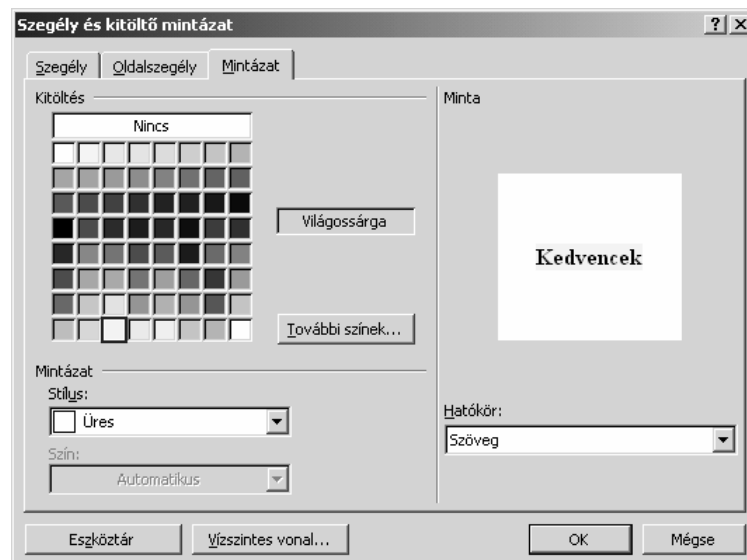 Szegély és kitöltő mintázat
Szegély
Oldalszegély
Mintázat
Kitöltés
Nincs
Világossárga
További színek...
Mintázat
Stílus:
Üres
Szín:
Automatikus
Minta
Kedvencek
Hatókör:
Szöveg
Eszköztár
Vízszintes vonal...
OK
Mégse